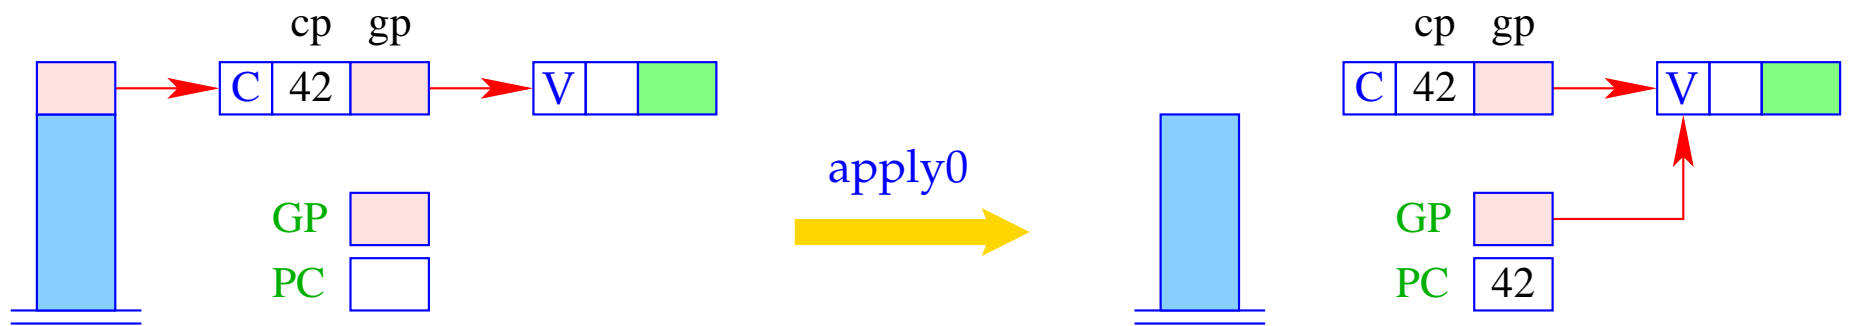 cp gp
C 42 V
GP
PC
apply0
cp gp
C 42 V
GP
PC 42